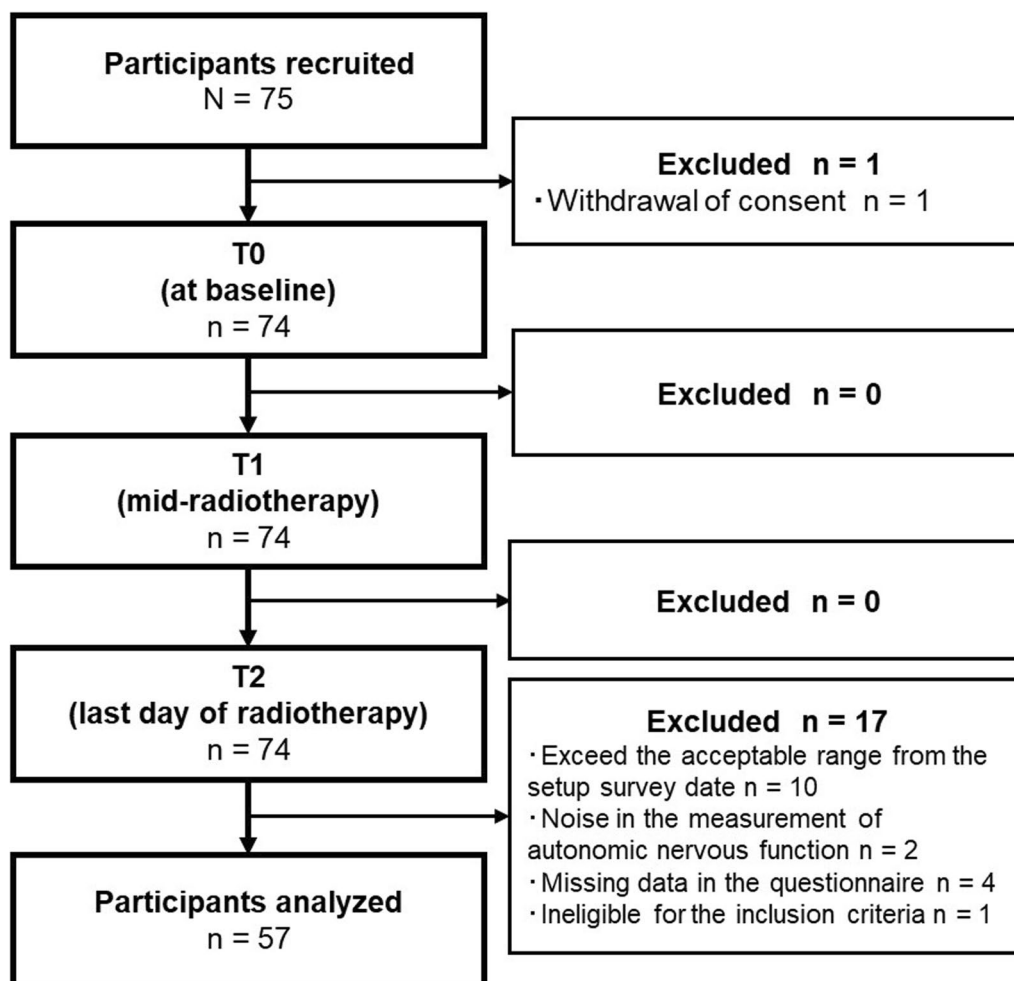 Participants recruited
N = 75
Excluded n = 1
・Withdrawal of consent n = 1
T0
(at baseline)
n = 74
Excluded n = 0
T1
(mid-radiotherapy)
n = 74
Excluded n = 0
T2
(last day of radiotherapy)
n = 74
Excluded n = 17
・Exceed the acceptable range from the
setup survey date n = 10
・Noise in the measurement of
autonomic nervous function n = 2
・Missing data in the questionnaire n = 4
・Ineligible for the inclusion criteria n = 1
Participants analyzed
n = 57